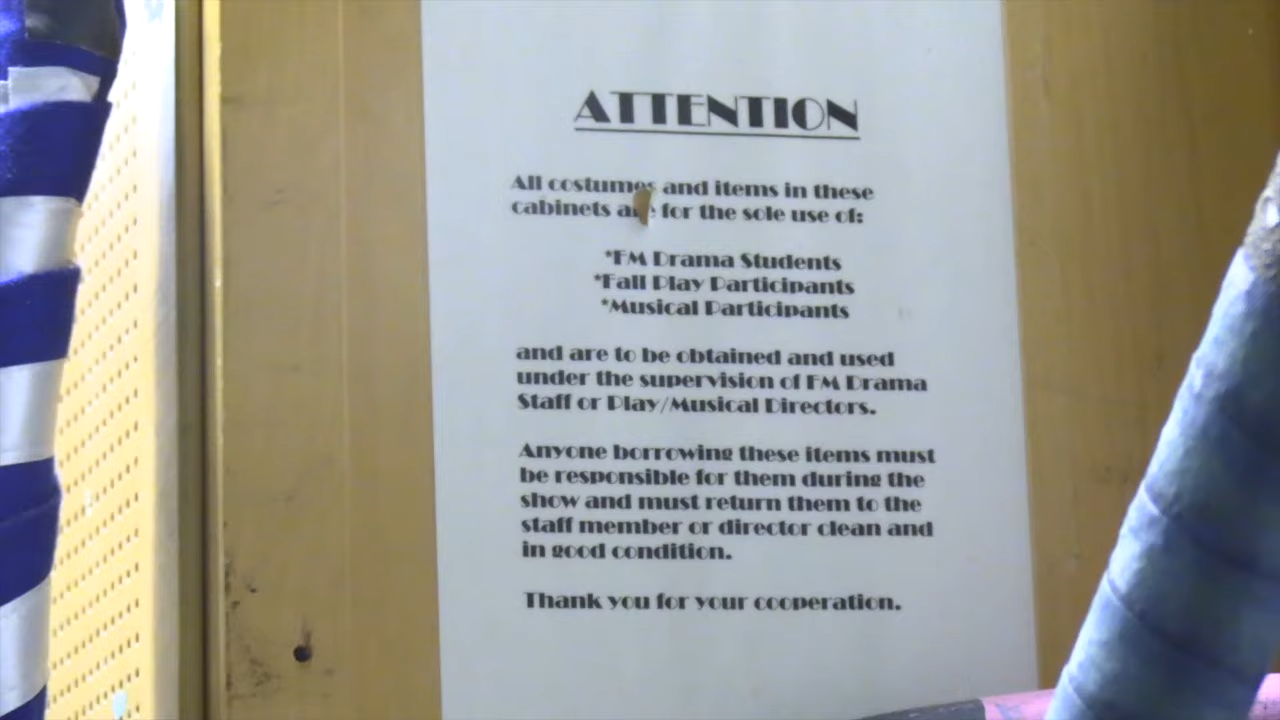 ATTENTION
All costumes and items in these
cabinets are for the sole use of:
*FM Drama Students
*Fall Play Participants
*Musical Participants
and are to be obtained and used
under the supervision of FM Drama
Staff or Play/Musical Directors.
Anyone borrowing these items must
be responsible for them during the
show and must return them to the
staff member or director clean and
in good condition.
Thank you for your cooperation.